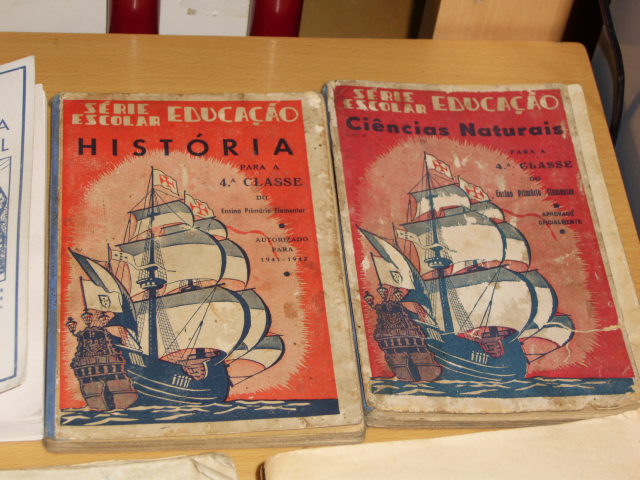 SÉRIE ESCOLAR EDUCAÇÃO
HISTÓRIA
PARA A
4.ª CLASSE
DO
Ensino Primário Elementar
AUTORIZADO
PARA
1941-1942
SÉRIE ESCOLAR EDUCAÇÃO
Ciências Naturais
PARA A
4.ª CLASSE
DO
Ensino Primário Elementar
APROVADO
OFICIALMENTE
A
L